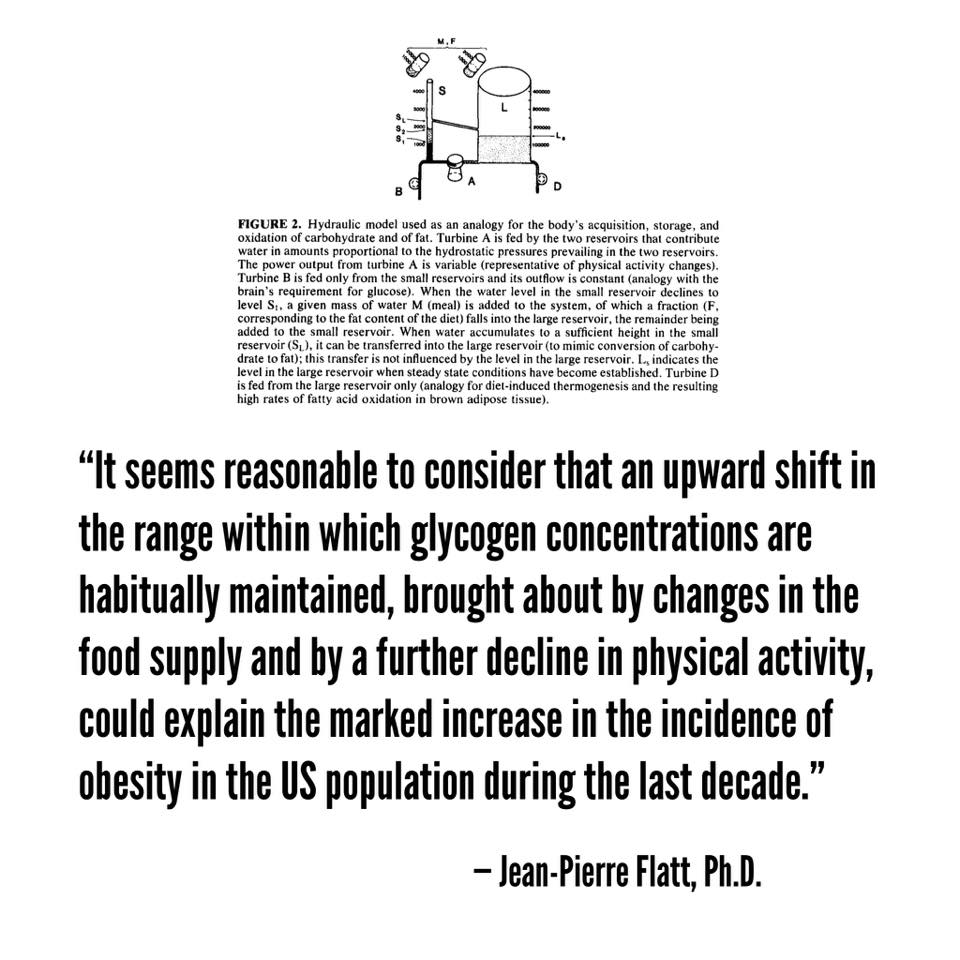 M, F
2000
1000
2000
1000
S
L
4000
3000
2000
1000
400000
300000
200000
100000
SL
S2
S1
Ls
B
A
D
FIGURE 2. Hydraulic model used as an analogy for the body's acquisition, storage, and
oxidation of carbohydrate and of fat. Turbine A is fed by the two reservoirs that contribute
water in amounts proportional to the hydrostatic pressures prevailing in the two reservoirs.
The power output from turbine A is variable (representative of physical activity changes).
Turbine B is fed only from the small reservoirs and its outflow is constant (analogy with the
brain's requirement for glucose). When the water level in the small reservoir declines to
level S1, a given mass of water M (meal) is added to the system, of which a fraction (F,
corresponding to the fat content of the diet) falls into the large reservoir, the remainder being
added to the small reservoir. When water accumulates to a sufficient height in the small
reservoir (SL), it can be transferred into the large reservoir (to mimic conversion of carbohy-
drate to fat); this transfer is not influenced by the level in the large reservoir. Ls indicates the
level in the large reservoir when steady state conditions have become established. Turbine D
is fed from the large reservoir only (analogy for diet-induced thermogenesis and the resulting
high rates of fatty acid oxidation in brown adipose tissue).
“It seems reasonable to consider that an upward shift in
the range within which glycogen concentrations are
habitually maintained, brought about by changes in the
food supply and by a further decline in physical activity,
could explain the marked increase in the incidence of
obesity in the US population during the last decade.”
– Jean-Pierre Flatt, Ph.D.